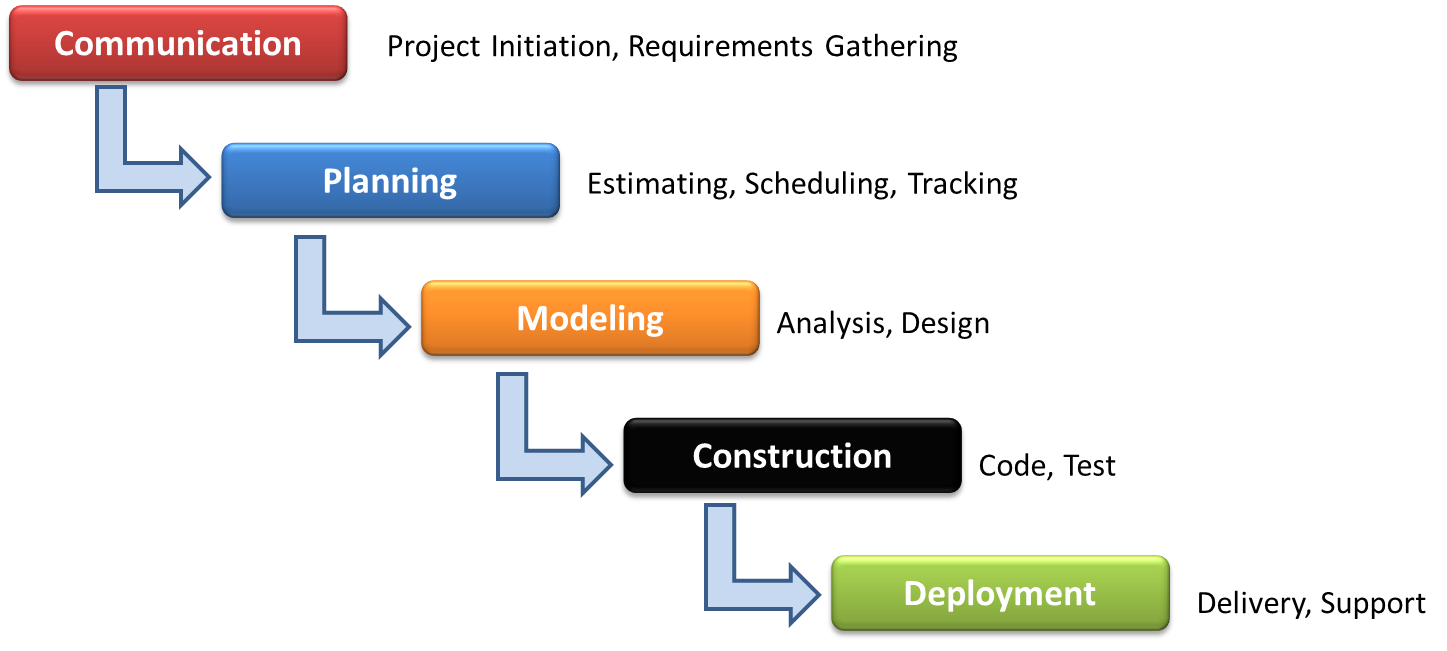 Communication
Project Initiation, Requirements Gathering
Planning
Estimating, Scheduling, Tracking
Modeling
Analysis, Design
Construction
Code, Test
Deployment
Delivery, Support